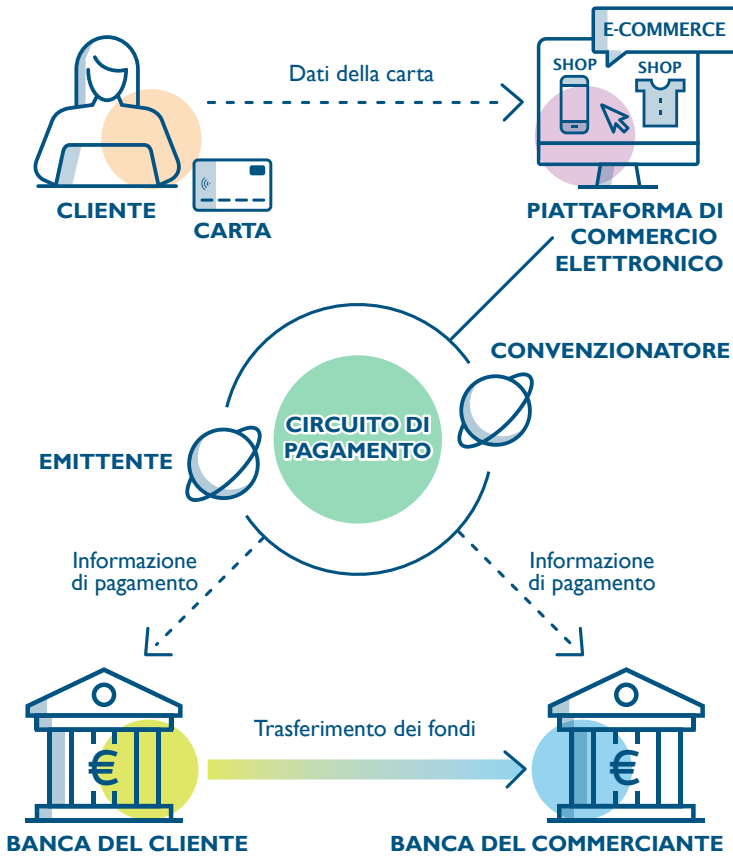 E-COMMERCE
SHOP
SHOP
Dati della carta
CLIENTE
CARTA
PIATTAFORMA DI
COMMERCIO
ELETTRONICO
CONVENZIONATORE
CIRCUITO DI
PAGAMENTO
EMITTENTE
Informazione
di pagamento
Informazione
di pagamento
Trasferimento dei fondi
€
€
BANCA DEL CLIENTE
BANCA DEL COMMERCIANTE